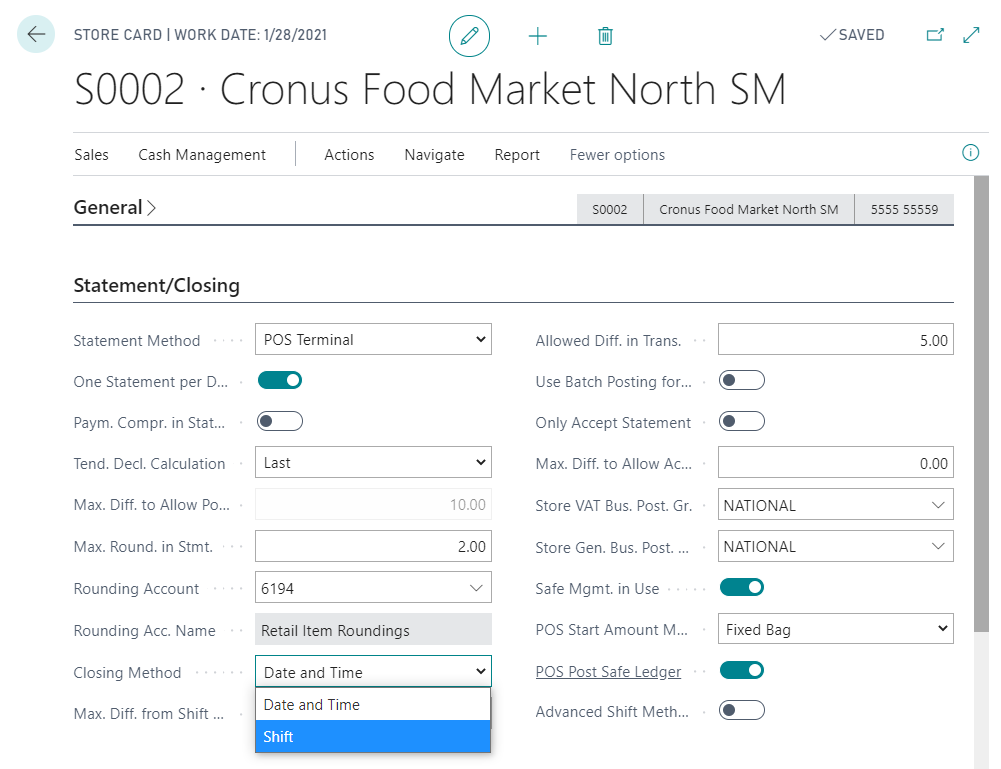 STORE CARD | WORK DATE: 1/28/2021
SAVED
S0002 · Cronus Food Market North SM
Sales Cash Management Actions Navigate Report Fewer options
General
S0002 Cronus Food Market North SM 5555 55559
Statement/Closing
Statement Method POS Terminal
One Statement per D...
Paym. Compr. in Stat...
Tend. Decl. Calculation Last
Max. Diff. to Allow Po... 10.00
Max. Round. in Stmt. 2.00
Rounding Account 6194
Rounding Acc. Name Retail Item Roundings
Closing Method Date and Time
Date and Time
Shift
Max. Diff. from Shift ...
Allowed Diff. in Trans. 5.00
Use Batch Posting for...
Only Accept Statement
Max. Diff. to Allow Ac... 0.00
Store VAT Bus. Post. Gr. NATIONAL
Store Gen. Bus. Post. ... NATIONAL
Safe Mgmt. in Use
POS Start Amount M... Fixed Bag
POS Post Safe Ledger
Advanced Shift Meth...